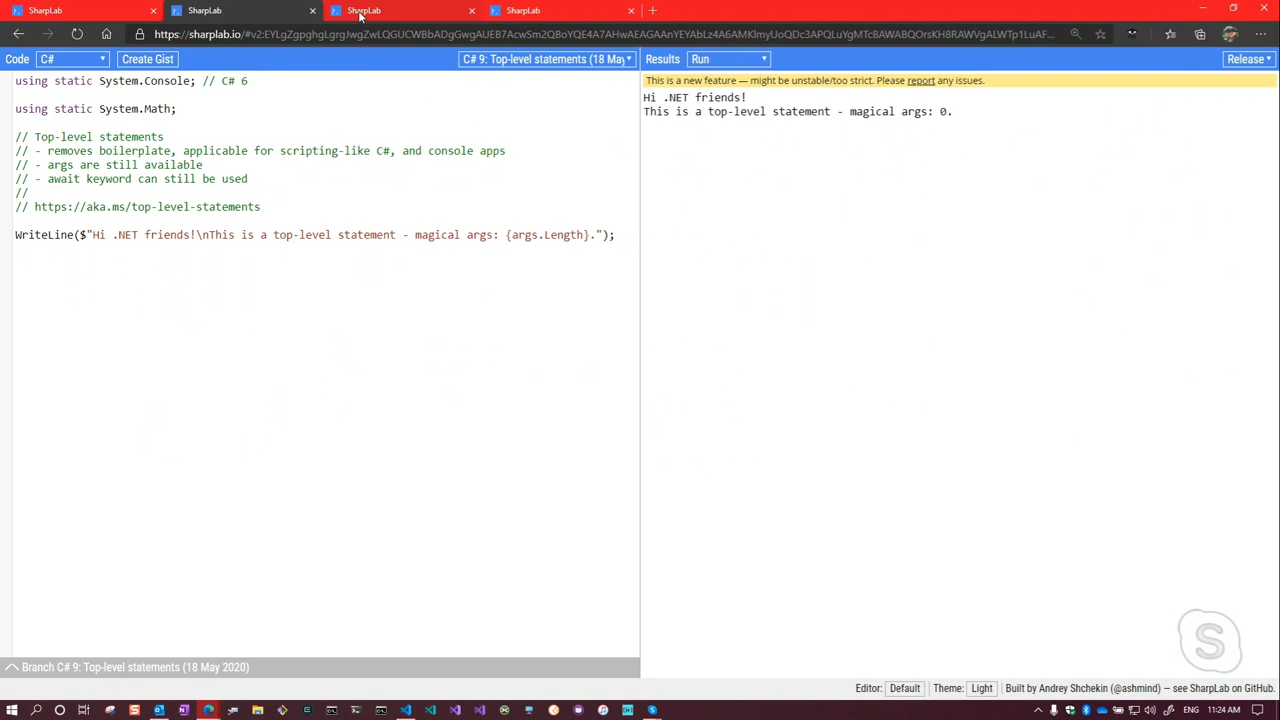 SharpLab
SharpLab
SharpLab
SharpLab
Code
C#
Create Gist
C# 9: Top-level statements (18 May
Results
Run
Release
using static System.Console; // C# 6
using static System.Math;
// Top-level statements
// - removes boilerplate, applicable for scripting-like C#, and console apps
// - args are still available
// - await keyword can still be used
//
// https://aka.ms/top-level-statements
WriteLine($"Hi .NET friends!\nThis is a top-level statement - magical args: {args.Length}.");
This is a new feature — might be unstable/too strict. Please report any issues.
Hi .NET friends!
This is a top-level statement - magical args: 0.
Branch C# 9: Top-level statements (18 May 2020)
Editor: Default Theme: Light Built by Andrey Shchekin (@ashmind) — see SharpLab on GitHub.
ENG 11:24 AM